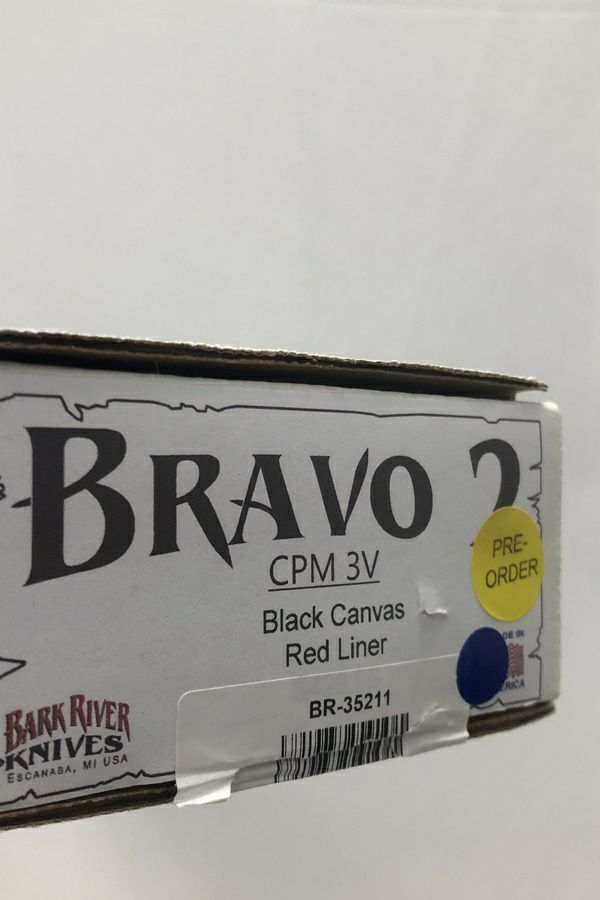 BRAVO 2
PRE-
ORDER
CPM 3V
Black Canvas
Red Liner
BR-35211
BARK RIVER
KNIVES
ESCANABA, MI USA